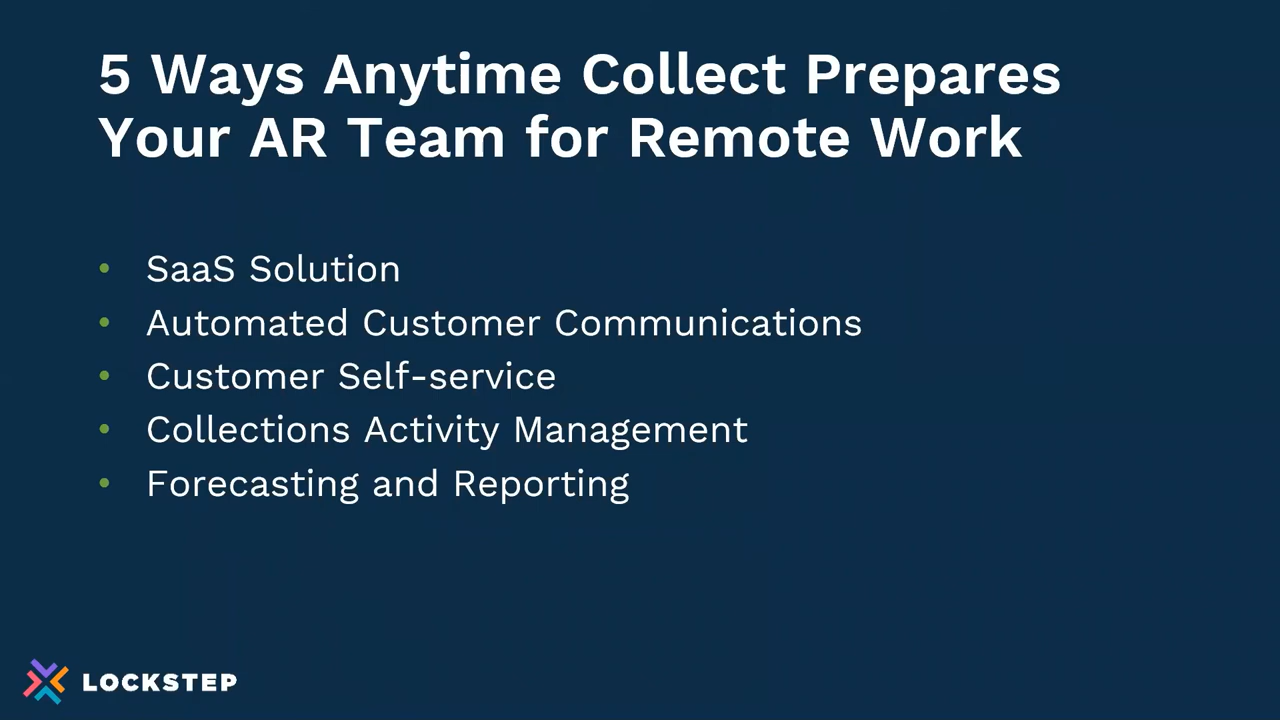 5 Ways Anytime Collect Prepares
Your AR Team for Remote Work
• SaaS Solution
• Automated Customer Communications
• Customer Self-service
• Collections Activity Management
• Forecasting and Reporting
LOCKSTEP